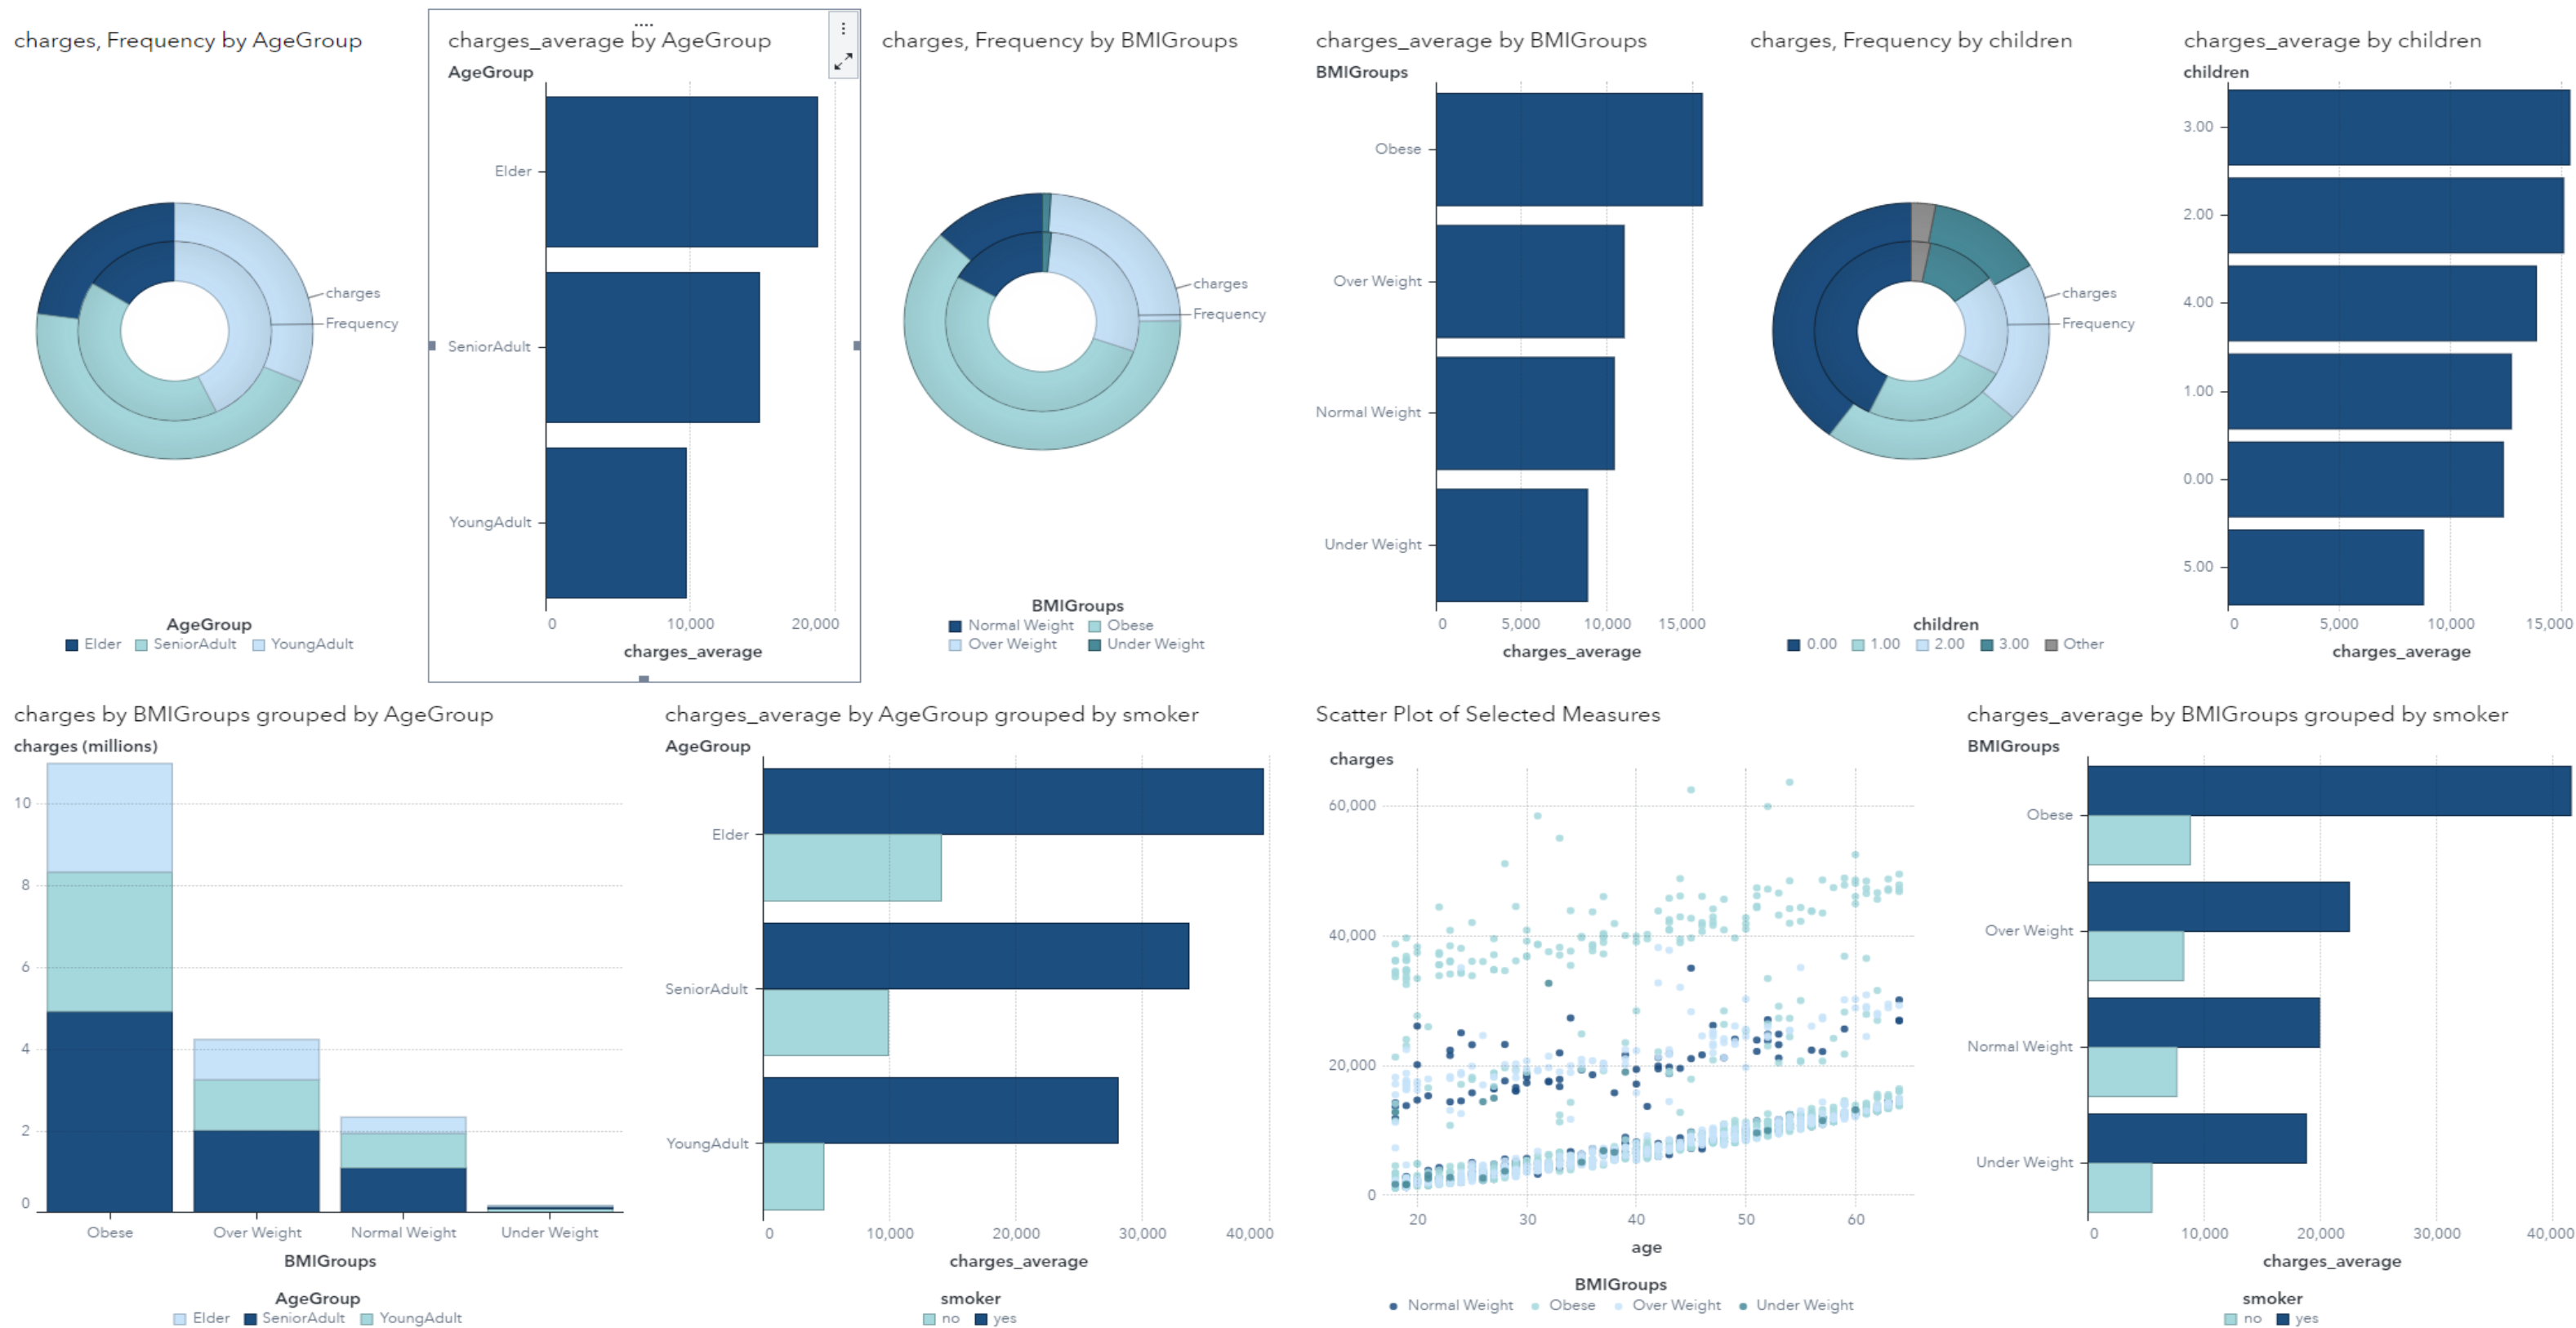 charges, Frequency by AgeGroup
charges
Frequency
AgeGroup
Elder SeniorAdult YoungAdult
charges_average by AgeGroup
AgeGroup
Elder
SeniorAdult
YoungAdult
0 10,000 20,000
charges_average
charges, Frequency by BMIGroups
charges
Frequency
BMIGroups
Normal Weight Obese
Over Weight Under Weight
charges_average by BMIGroups
BMIGroups
Obese
Over Weight
Normal Weight
Under Weight
0 5,000 10,000 15,000
charges_average
charges, Frequency by children
charges
Frequency
children
0.00 1.00 2.00 3.00 Other
charges_average by children
children
3.00
2.00
4.00
1.00
0.00
5.00
0 5,000 10,000 15,000
charges_average
charges by BMIGroups grouped by AgeGroup
charges (millions)
10
8
6
4
2
0
Obese Over Weight Normal Weight Under Weight
BMIGroups
AgeGroup
Elder SeniorAdult YoungAdult
charges_average by AgeGroup grouped by smoker
AgeGroup
Elder
SeniorAdult
YoungAdult
0 10,000 20,000 30,000 40,000
charges_average
smoker
no yes
Scatter Plot of Selected Measures
charges
60,000
40,000
20,000
0
20 30 40 50 60
age
BMIGroups
Normal Weight Obese Over Weight Under Weight
charges_average by BMIGroups grouped by smoker
BMIGroups
Obese
Over Weight
Normal Weight
Under Weight
0 10,000 20,000 30,000 40,000
charges_average
smoker
no yes